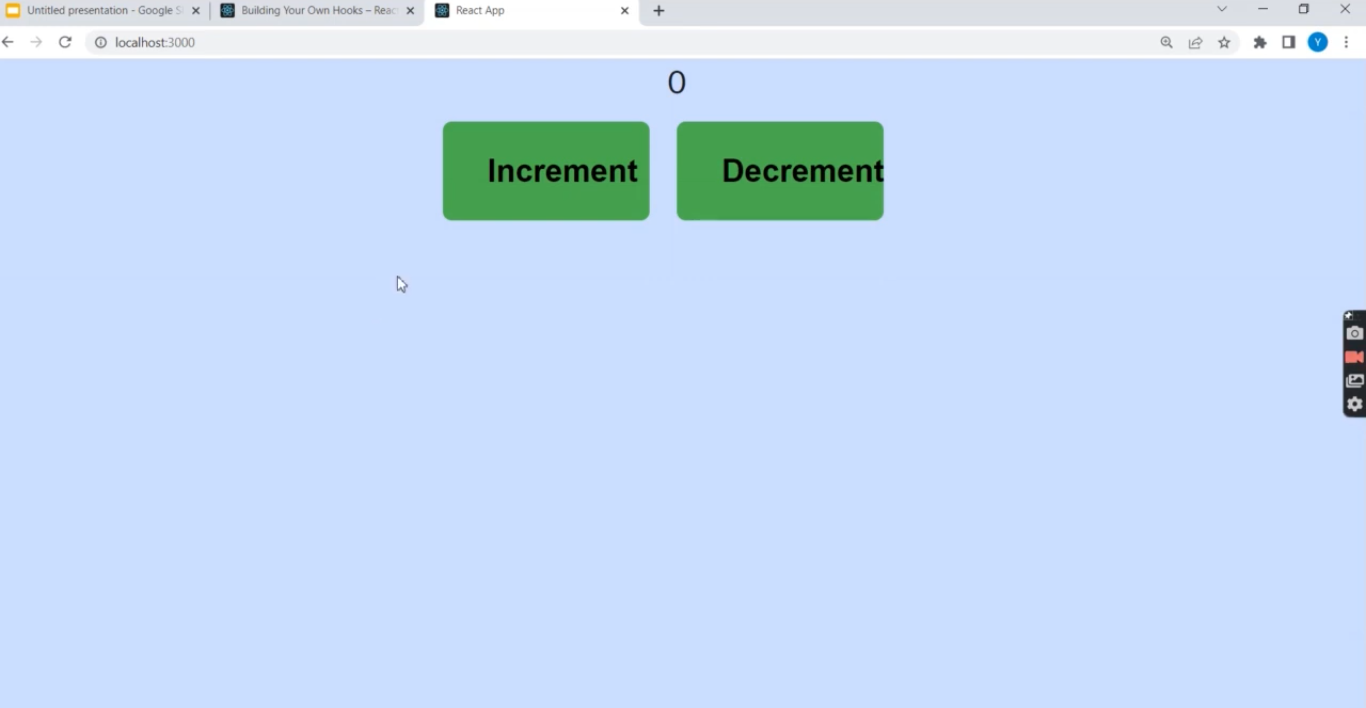 Untitled presentation - Google S
Building Your Own Hooks – Reac
React App
localhost:3000
Y
0
Increment
Decrement